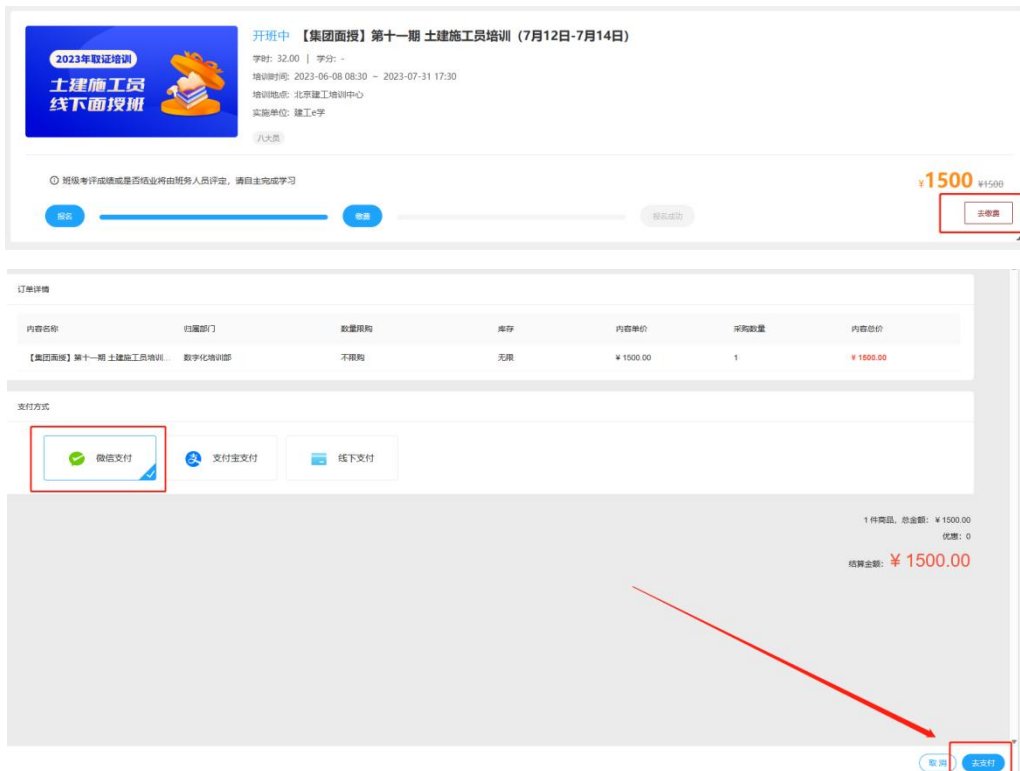 2023年取证培训
土建施工员
线下面授班
开班中 【集团面授】第十一期 土建施工员培训（7月12日-7月14日）
学时: 32.00 | 学分: -
培训时间: 2023-06-08 08:30 ~ 2023-07-31 17:30
培训地点: 北京建工培训中心
实施单位: 建工e学
八大员
班级考评成绩或是否结业将由班务人员评定，请自主完成学习
¥1500 ¥1500
报名 缴费 报名成功 去缴费
订单详情
内容名称 归属部门 数量限购 库存 内容单价 采购数量 内容总价
【集团面授】第十一期 土建施工员培训... 数字化培训部 不限购 无限 ¥ 1500.00 1 ¥ 1500.00
支付方式
微信支付 支付宝支付 线下支付
1 件商品，总金额: ¥ 1500.00
优惠: 0
结算金额: ¥ 1500.00
取消 去支付